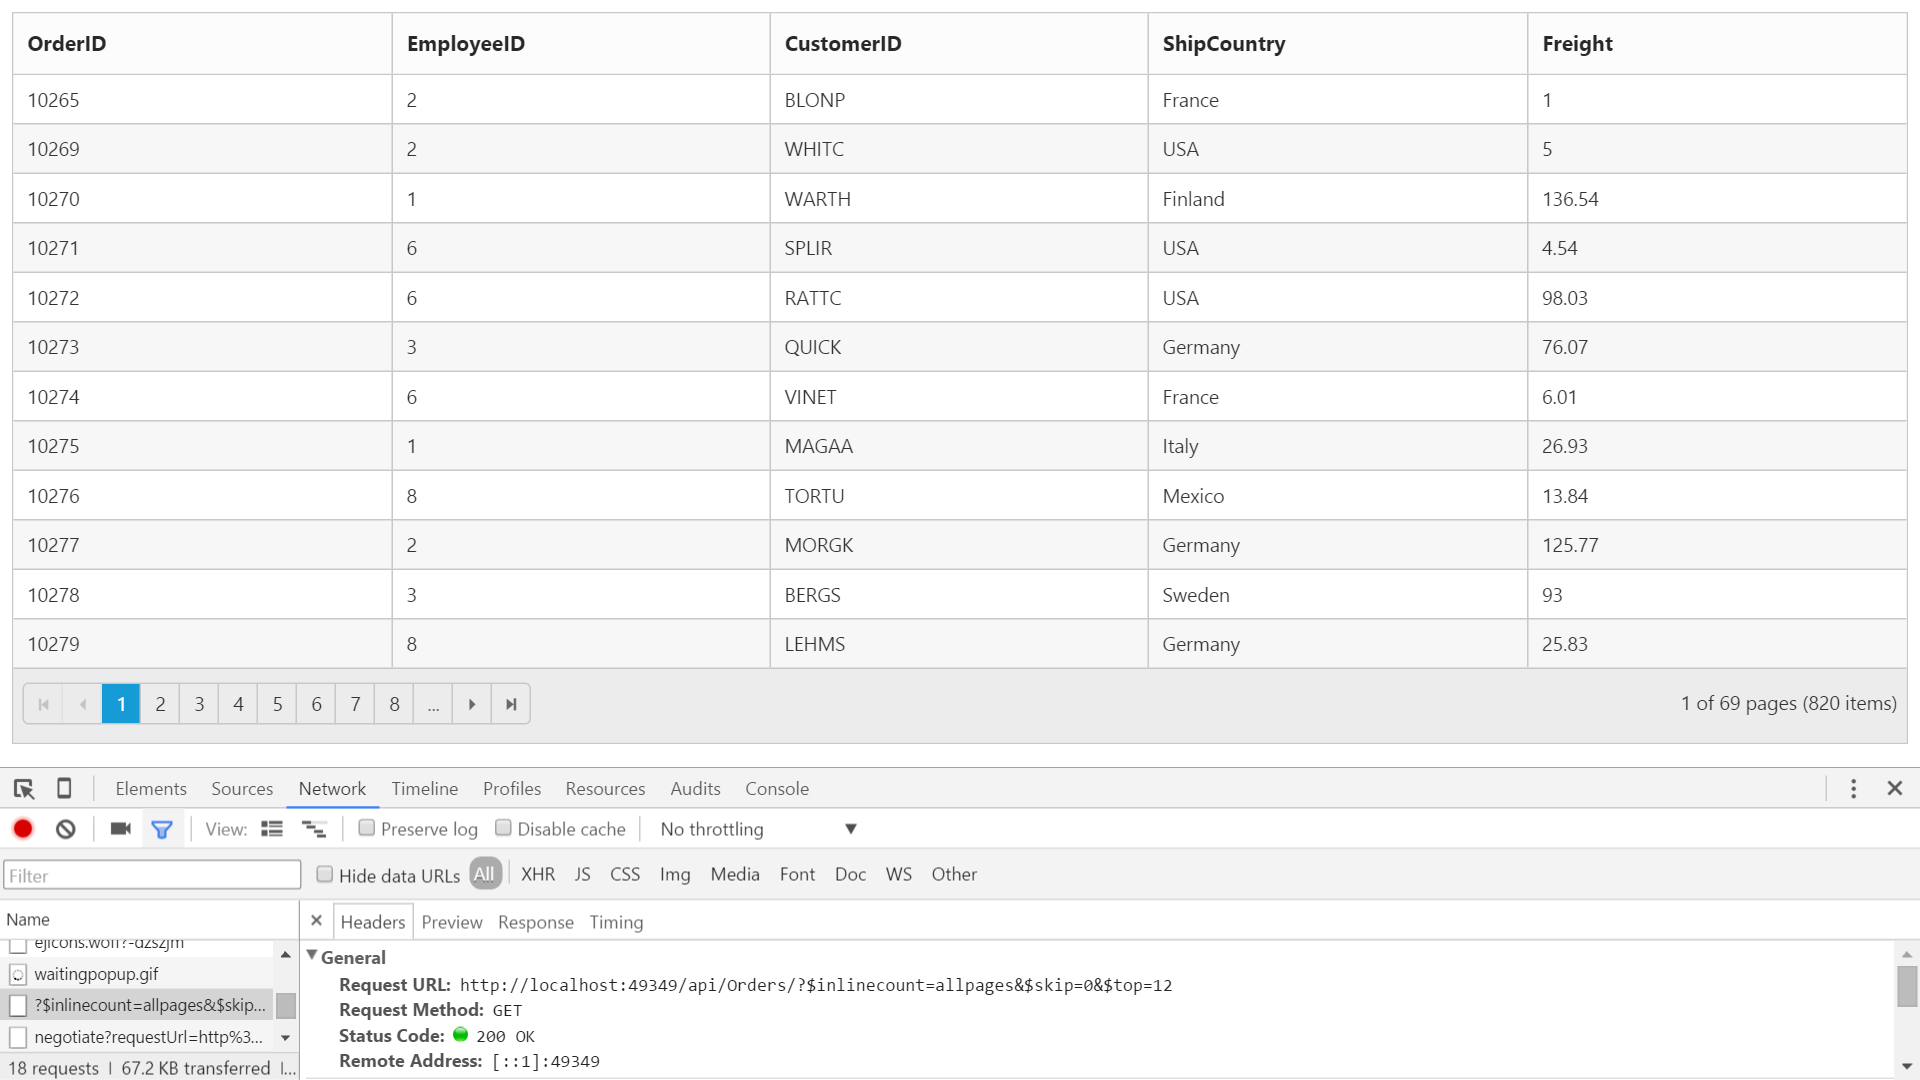 OrderID EmployeeID CustomerID ShipCountry Freight
10265 2 BLONP France 1
10269 2 WHITC USA 5
10270 1 WARTH Finland 136.54
10271 6 SPLIR USA 4.54
10272 6 RATTC USA 98.03
10273 3 QUICK Germany 76.07
10274 6 VINET France 6.01
10275 1 MAGAA Italy 26.93
10276 8 TORTU Mexico 13.84
10277 2 MORGK Germany 125.77
10278 3 BERGS Sweden 93
10279 8 LEHMS Germany 25.83
1 2 3 4 5 6 7 8 ... 1 of 69 pages (820 items)
Elements Sources Network Timeline Profiles Resources Audits Console
View: Preserve log Disable cache No throttling
Filter Hide data URLs All XHR JS CSS Img Media Font Doc WS Other
Name Headers Preview Response Timing
General
waitingpopup.gif Request URL: http://localhost:49349/api/Orders/?$inlinecount=allpages&$skip=0&$top=12
?$inlinecount=allpages&$skip... Request Method: GET
negotiate?requestUrl=http%3... Status Code: 200 OK
18 requests | 67.2 KB transferred |... Remote Address: [::1]:49349